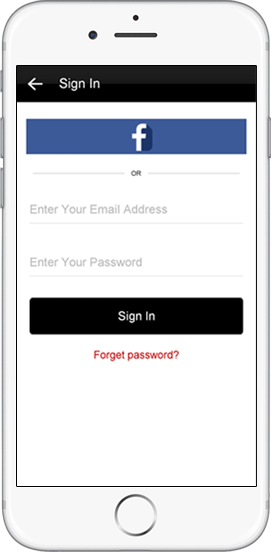 Sign In
f
OR
Enter Your Email Address
Enter Your Password
Sign In
Forget password?